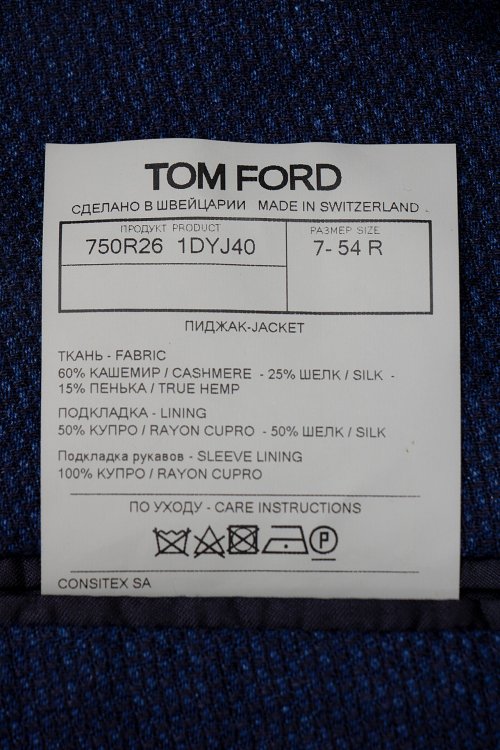 TOM FORD
СДЕЛАНО В ШВЕЙЦАРИИ MADE IN SWITZERLAND .
ПРОДУКТ PRODUCT
750R26 1DYJ40
РАЗМЕР SIZE
7- 54 R
ПИДЖАК-JACKET
ТКАНЬ - FABRIC
60% КАШЕМИР / CASHMERE - 25% ШЕЛК / SILK -
15% ПЕНЬКА / TRUE HEMP
ПОДКЛАДКА - LINING
50% КУПРО / RAYON CUPRO - 50% ШЕЛК / SILK
Подкладка рукавов - SLEEVE LINING
100% КУПРО / RAYON CUPRO
ПО УХОДУ - CARE INSTRUCTIONS
P
CONSITEX SA